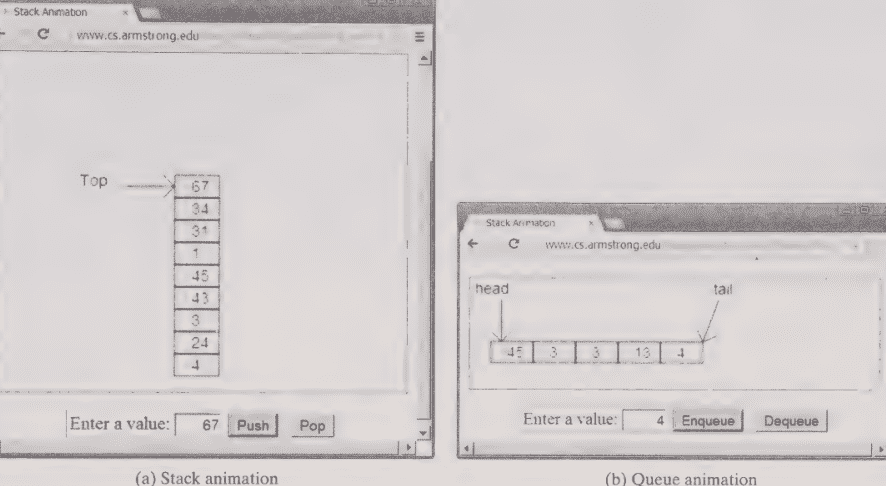 Stack Animation ×
www.cs.armstrong.edu
Top
67
34
31
1
45
43
3
24
4
Enter a value: 67 Push Pop
(a) Stack animation
Stack Animation ×
www.cs.armstrong.edu
head tail
45 3 3 13 4
Enter a value: 4 Enqueue Dequeue
(b) Queue animation